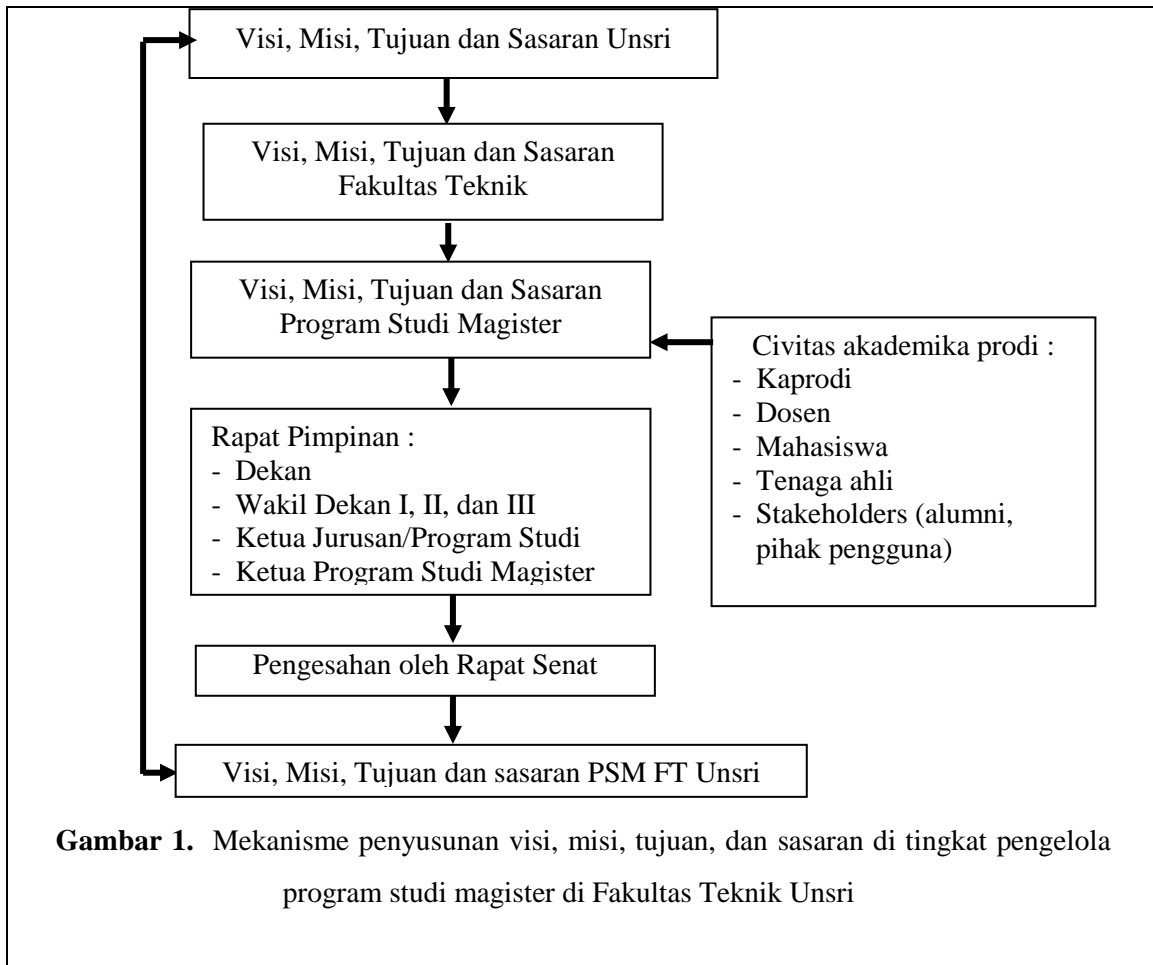 Visi, Misi, Tujuan dan Sasaran Unsri
Visi, Misi, Tujuan dan Sasaran
Fakultas Teknik
Visi, Misi, Tujuan dan Sasaran
Program Studi Magister
Civitas akademika prodi :
- Kaprodi
- Dosen
- Mahasiswa
- Tenaga ahli
- Stakeholders (alumni,
pihak pengguna)
Rapat Pimpinan :
- Dekan
- Wakil Dekan I, II, dan III
- Ketua Jurusan/Program Studi
- Ketua Program Studi Magister
Pengesahan oleh Rapat Senat
Visi, Misi, Tujuan dan sasaran PSM FT Unsri
Gambar 1. Mekanisme penyusunan visi, misi, tujuan, dan sasaran di tingkat pengelola
program studi magister di Fakultas Teknik Unsri